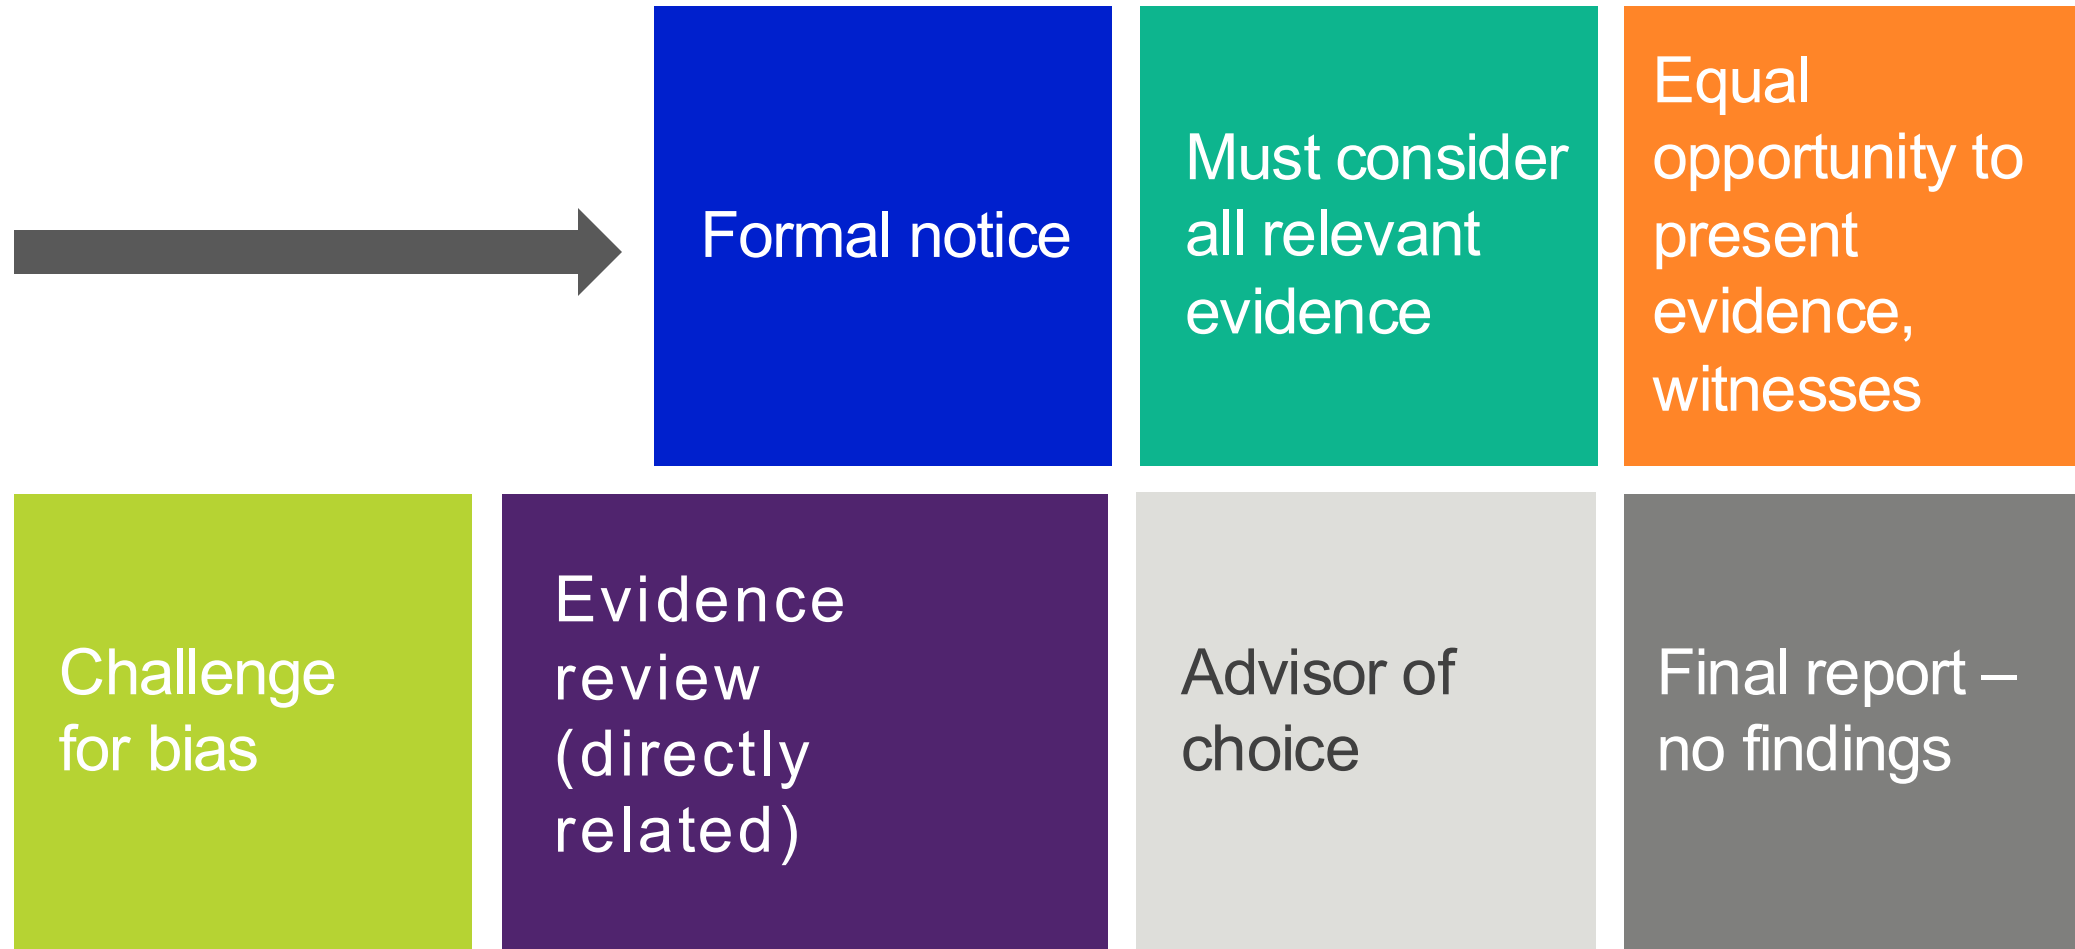 Formal notice
Must consider
all relevant
evidence
Equal
opportunity to
present
evidence,
witnesses
Challenge
for bias
Evidence
review
(directly
related)
Advisor of
choice
Final report –
no findings